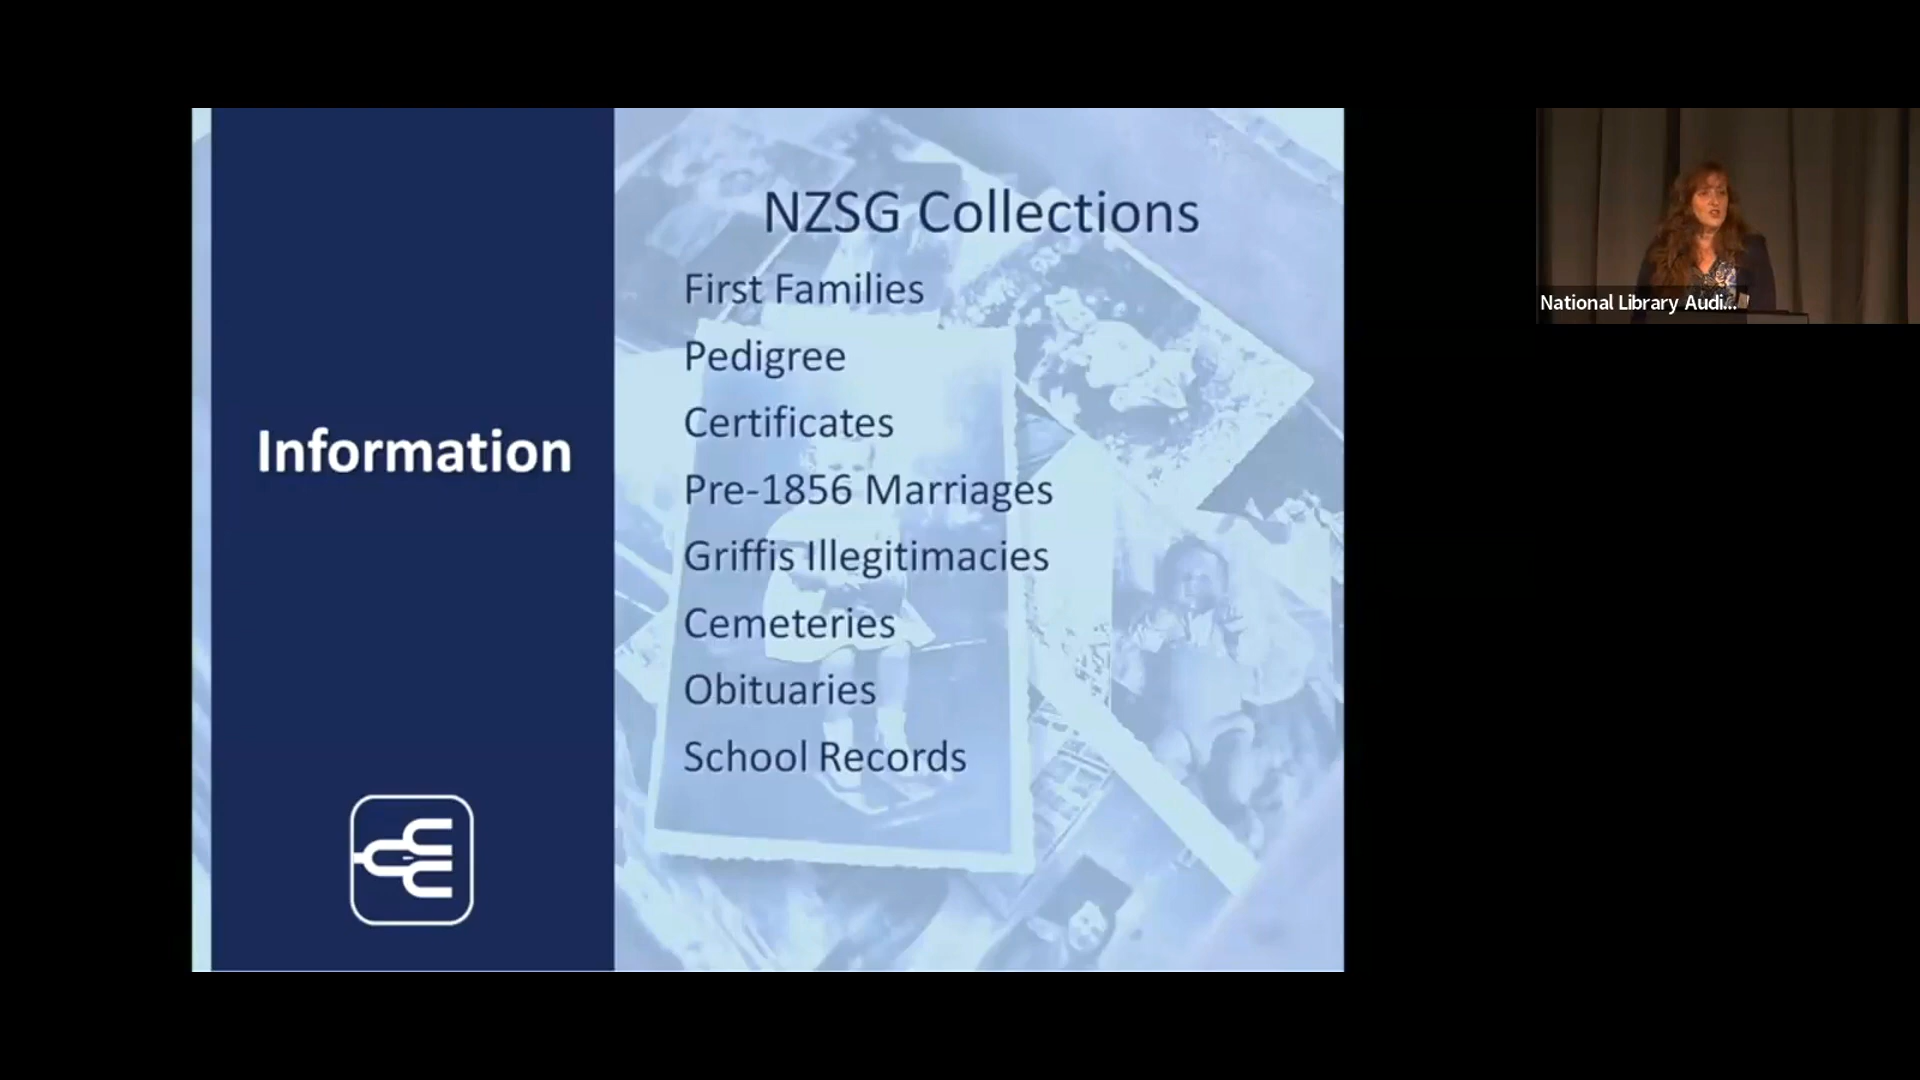 Information
NZSG Collections
First Families
Pedigree
Certificates
Pre-1856 Marriages
Griffis Illegitimacies
Cemeteries
Obituaries
School Records
National Library Audi...